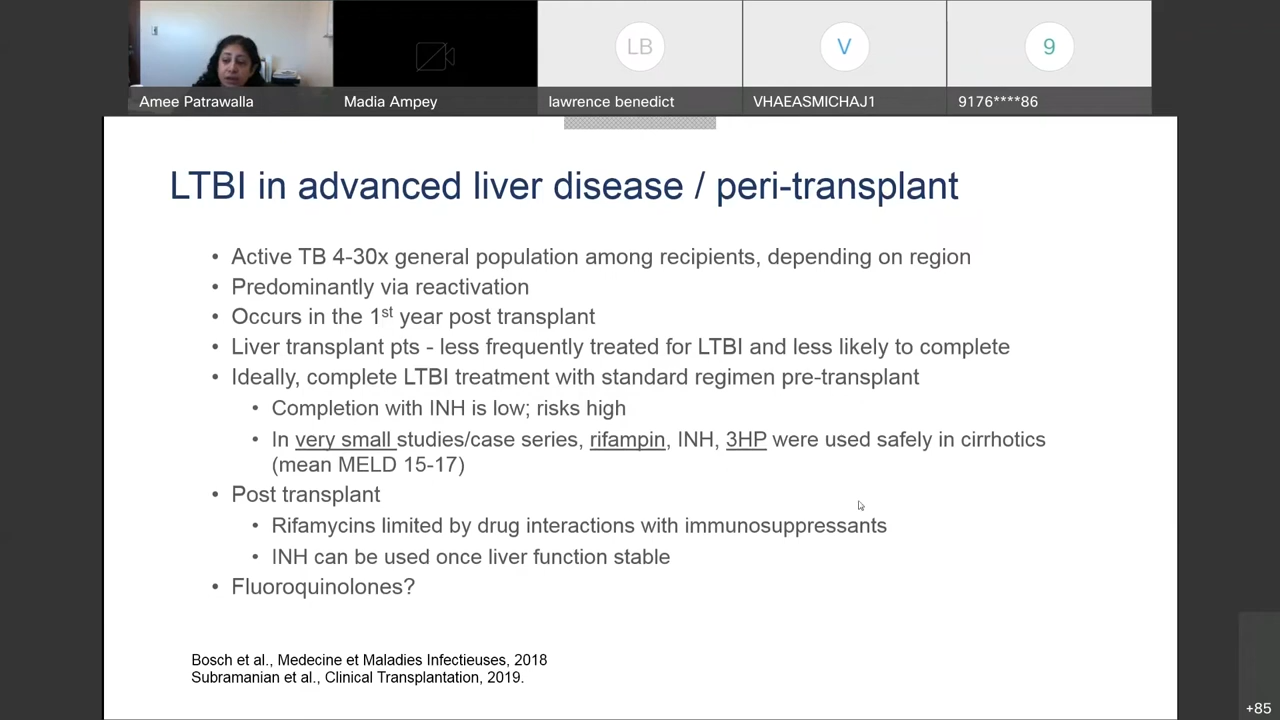 LB
V
9
Amee Patrawalla
Madia Ampey
lawrence benedict
VHAEASMICHAJ1
9176****86
LTBI in advanced liver disease / peri-transplant
• Active TB 4-30x general population among recipients, depending on region
• Predominantly via reactivation
• Occurs in the 1st year post transplant
• Liver transplant pts - less frequently treated for LTBI and less likely to complete
• Ideally, complete LTBI treatment with standard regimen pre-transplant
• Completion with INH is low; risks high
• In very small studies/case series, rifampin, INH, 3HP were used safely in cirrhotics
(mean MELD 15-17)
• Post transplant
• Rifamycins limited by drug interactions with immunosuppressants
• INH can be used once liver function stable
• Fluoroquinolones?
Bosch et al., Medecine et Maladies Infectieuses, 2018
Subramanian et al., Clinical Transplantation, 2019.
+85